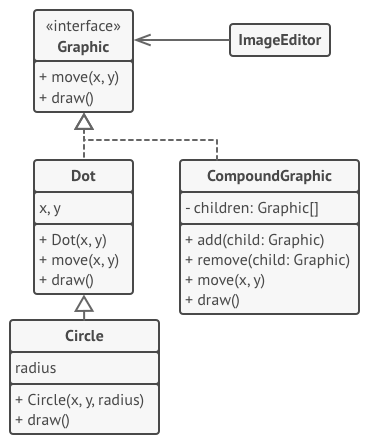 «interface»
Graphic
+ move(x, y)
+ draw()
ImageEditor
Dot
x, y
+ Dot(x, y)
+ move(x, y)
+ draw()
CompoundGraphic
- children: Graphic[]
+ add(child: Graphic)
+ remove(child: Graphic)
+ move(x, y)
+ draw()
Circle
radius
+ Circle(x, y, radius)
+ draw()